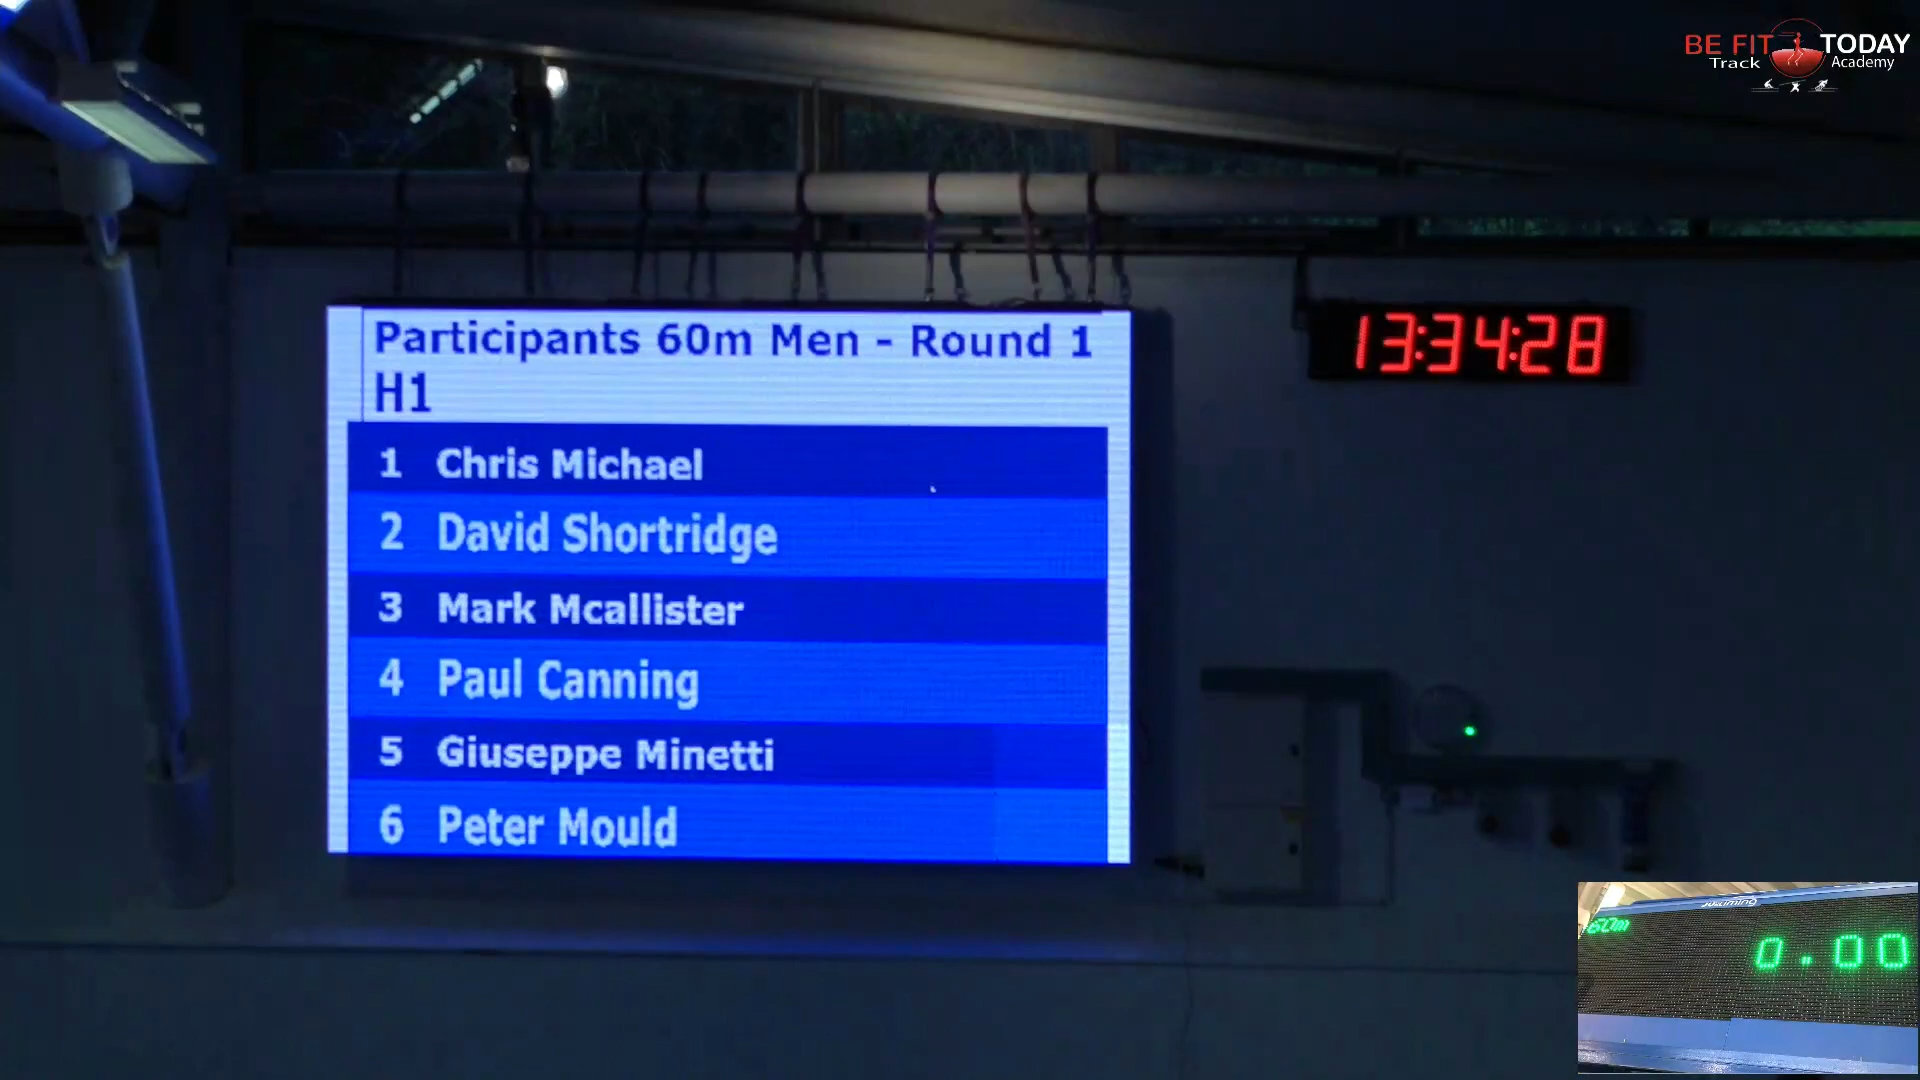 BE FIT TODAY
Track Academy
Participants 60m Men - Round 1
H1
13:34:28
1 Chris Michael
2 David Shortridge
3 Mark Mcallister
4 Paul Canning
5 Giuseppe Minetti
6 Peter Mould
60m
0.00